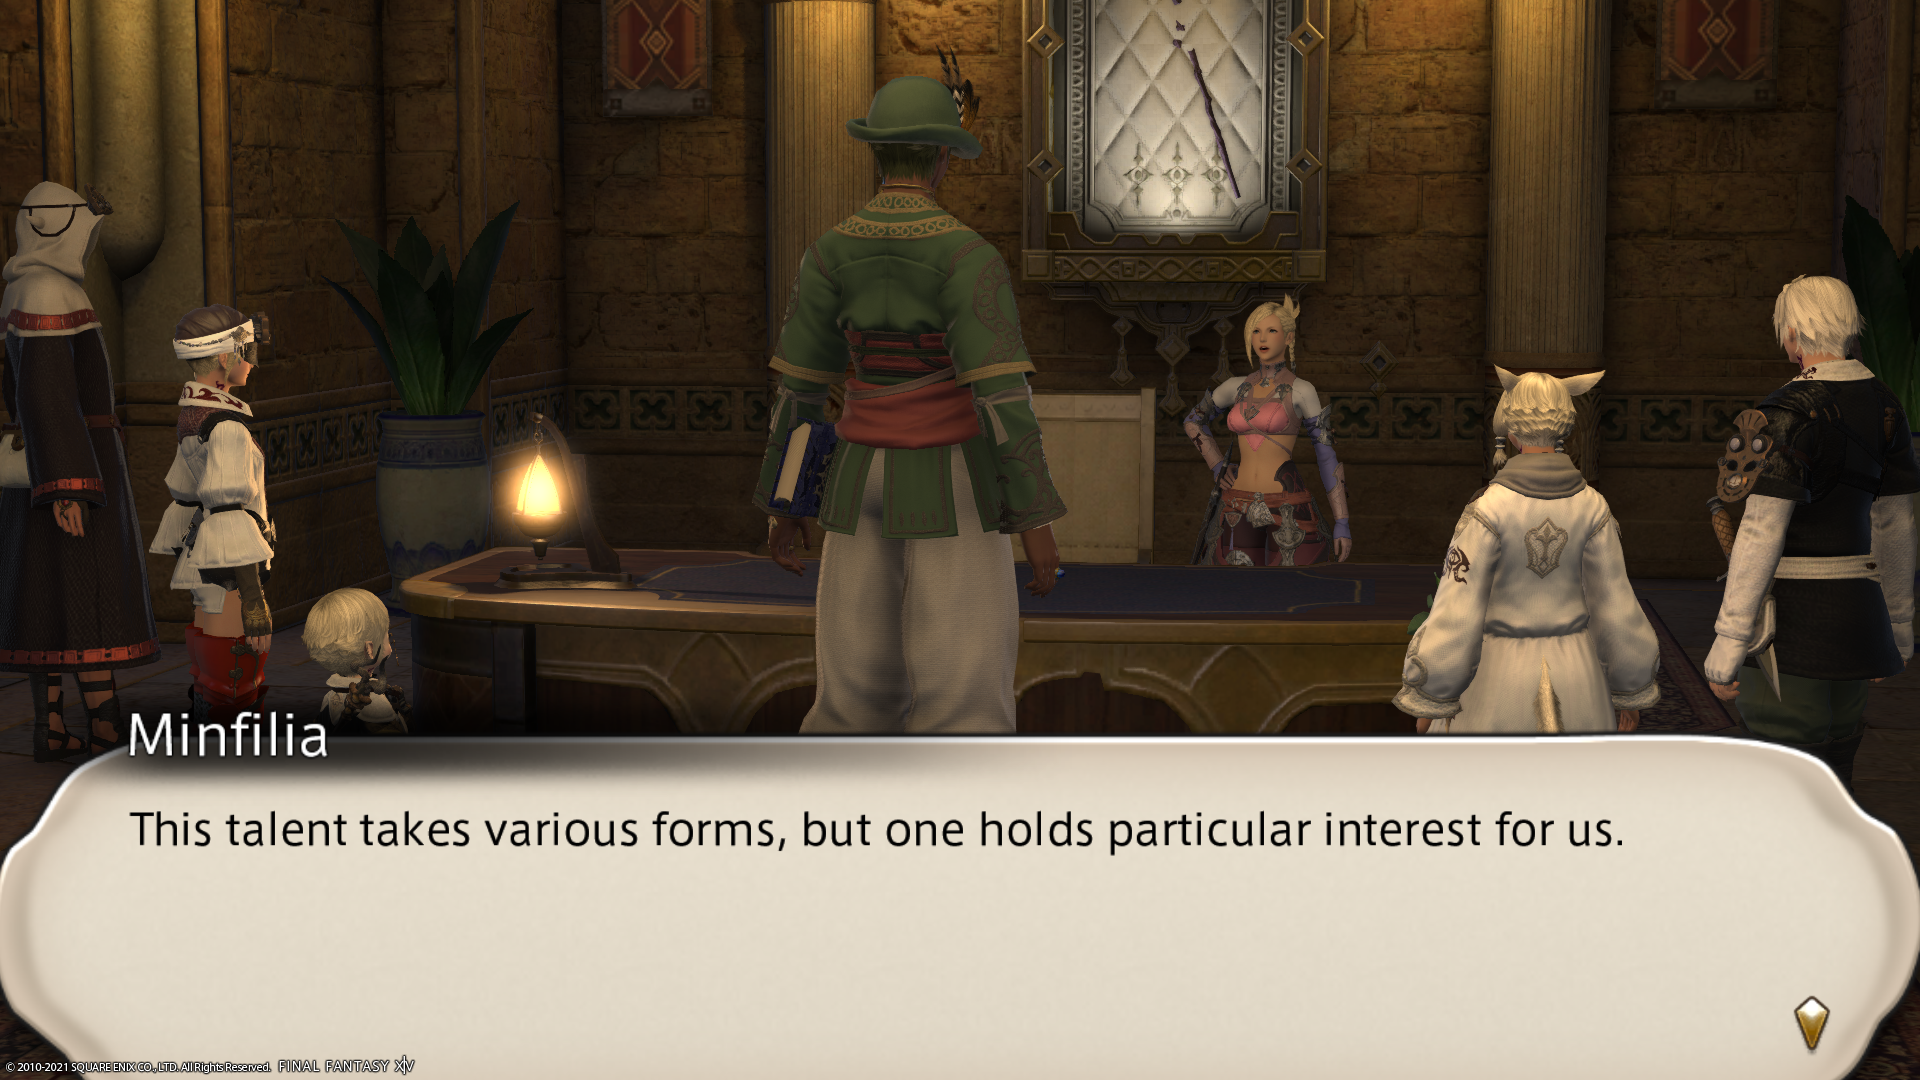 Minfilia
This talent takes various forms, but one holds particular interest for us.
© 2010-2021 SQUARE ENIX CO., LTD. All Rights Reserved. FINAL FANTASY XIV